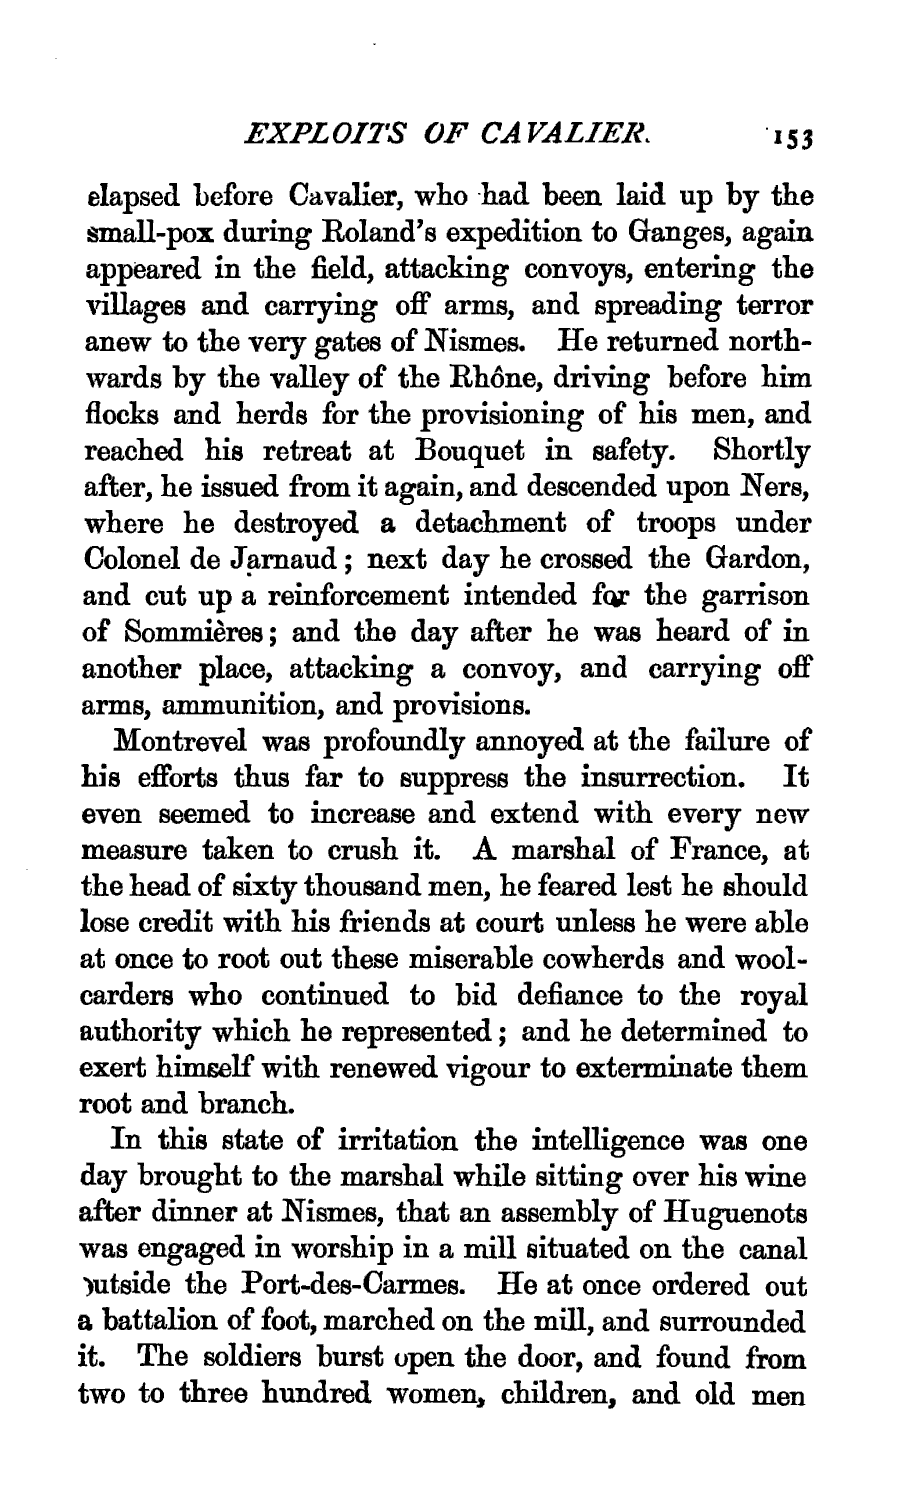 EXPLOITS OF CAVALIER. 153
elapsed before Cavalier, who had been laid up by the
small-pox during Roland's expedition to Ganges, again
appeared in the field, attacking convoys, entering the
villages and carrying off arms, and spreading terror
anew to the very gates of Nismes. He returned north-
wards by the valley of the Rhône, driving before him
flocks and herds for the provisioning of his men, and
reached his retreat at Bouquet in safety. Shortly
after, he issued from it again, and descended upon Ners,
where he destroyed a detachment of troops under
Colonel de Jarnaud; next day he crossed the Gardon,
and cut up a reinforcement intended for the garrison
of Sommières; and the day after he was heard of in
another place, attacking a convoy, and carrying off
arms, ammunition, and provisions.
Montrevel was profoundly annoyed at the failure of
his efforts thus far to suppress the insurrection. It
even seemed to increase and extend with every new
measure taken to crush it. A marshal of France, at
the head of sixty thousand men, he feared lest he should
lose credit with his friends at court unless he were able
at once to root out these miserable cowherds and wool-
carders who continued to bid defiance to the royal
authority which he represented; and he determined to
exert himself with renewed vigour to exterminate them
root and branch.
In this state of irritation the intelligence was one
day brought to the marshal while sitting over his wine
after dinner at Nismes, that an assembly of Huguenots
was engaged in worship in a mill situated on the canal
outside the Port-des-Carmes. He at once ordered out
a battalion of foot, marched on the mill, and surrounded
it. The soldiers burst open the door, and found from
two to three hundred women, children, and old men